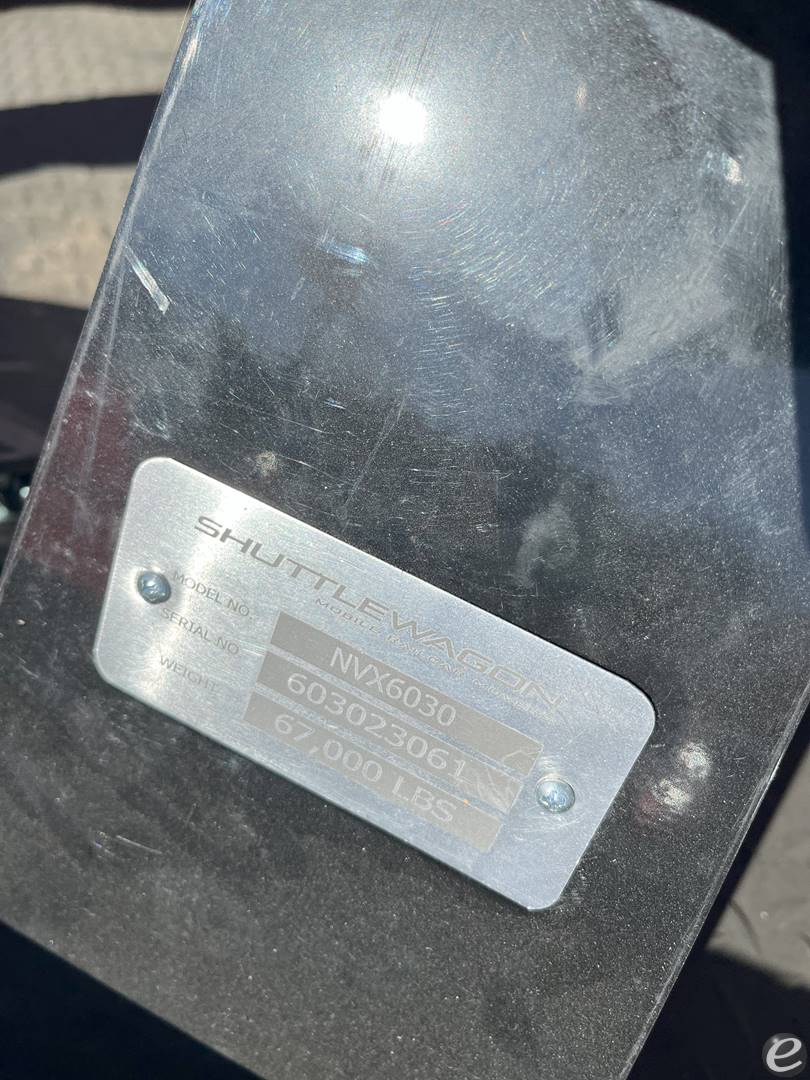 SHUTTLEWAGON
MOBILE RAILCAR MOVERS
MODEL NO. NVX6030
SERIAL NO. 603023061
WEIGHT 67,000 LBS
e